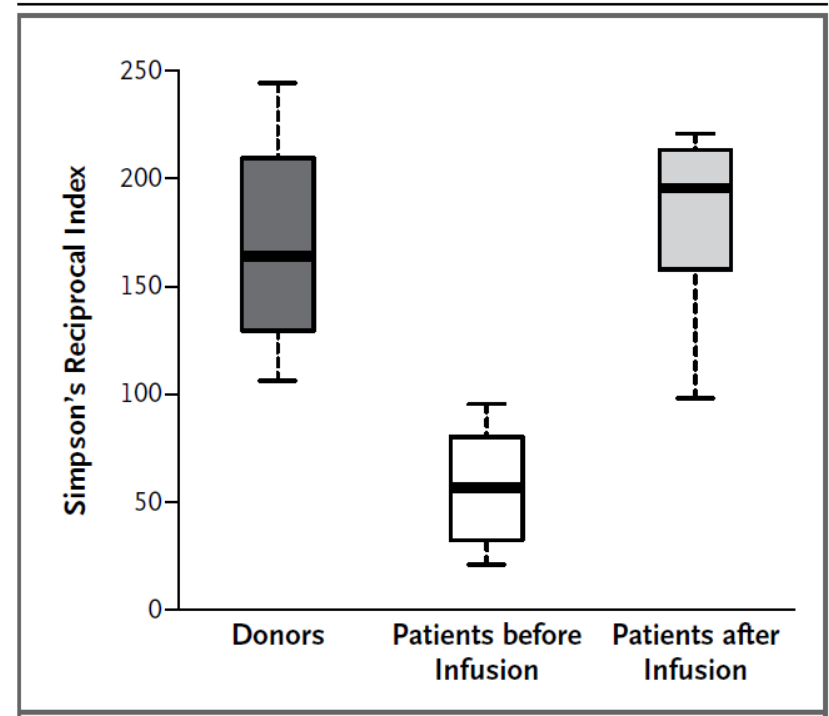 Simpson's Reciprocal Index
250
200
150
100
50
0
Donors
Patients before
Infusion
Patients after
Infusion